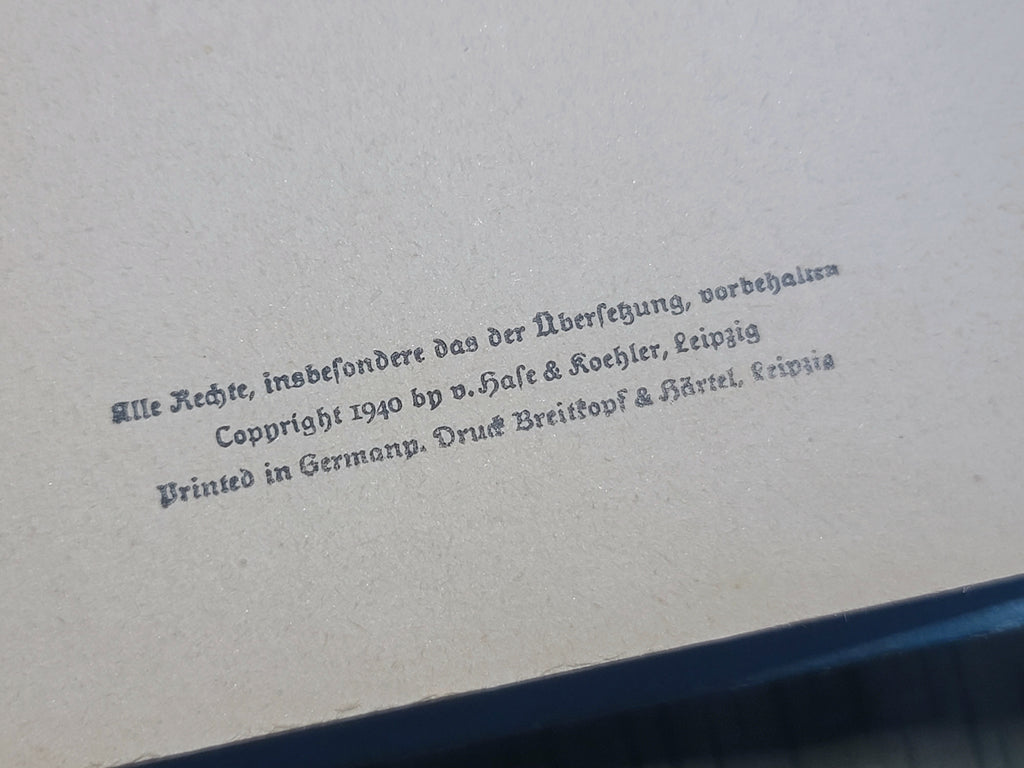 Alle Rechte, insbesondere das der Übersetzung, vorbehalten
Copyright 1940 by v. Hase & Koehler, Leipzig
Printed in Germany. Druck Breitkopf & Härtel, Leipzig